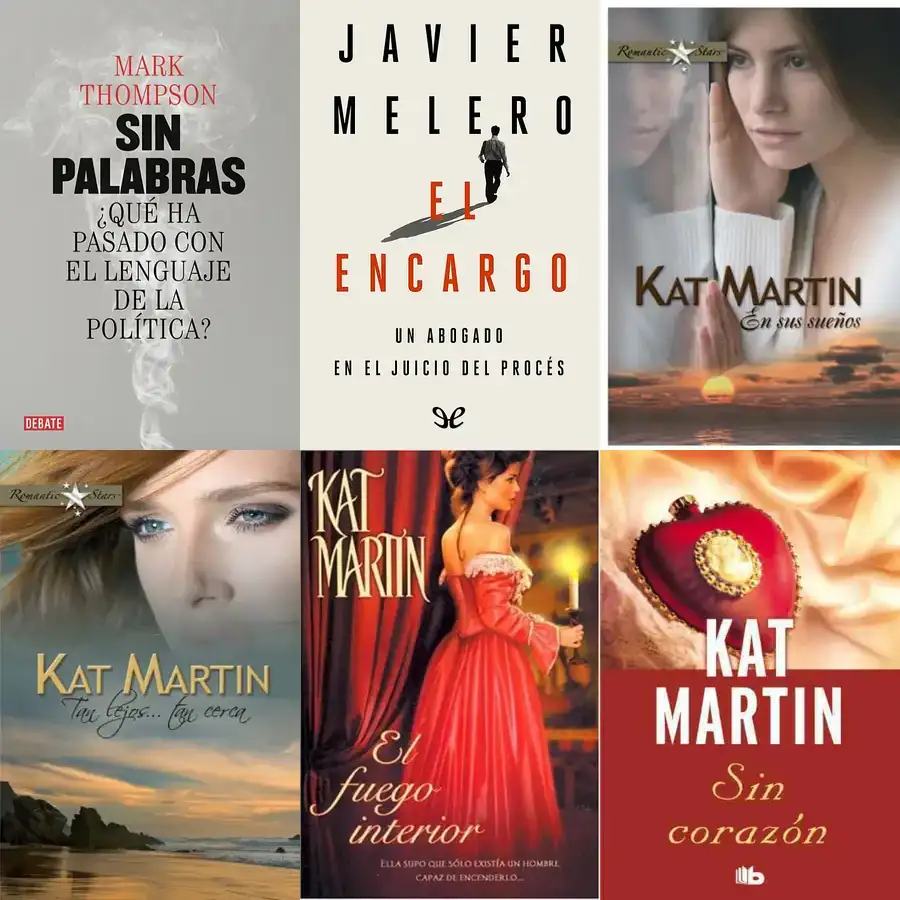 MARK
THOMPSON
SIN
PALABRAS
¿QUÉ HA
PASADO CON
EL LENGUAJE
DE LA
POLÍTICA?
DEBATE
JAVIER
MELERO
EL
ENCARGO
UN ABOGADO
EN EL JUICIO DEL PROCÉS
Romantic Stars
KAT MARTIN
En sus sueños
Romantic Stars
KAT MARTIN
Tan lejos... tan cerca
KAT
MARTIN
El
fuego
interior
ELLA SUPO QUE SÓLO EXISTÍA UN HOMBRE
CAPAZ DE ENCENDERLO...
KAT
MARTIN
Sin
corazón
b